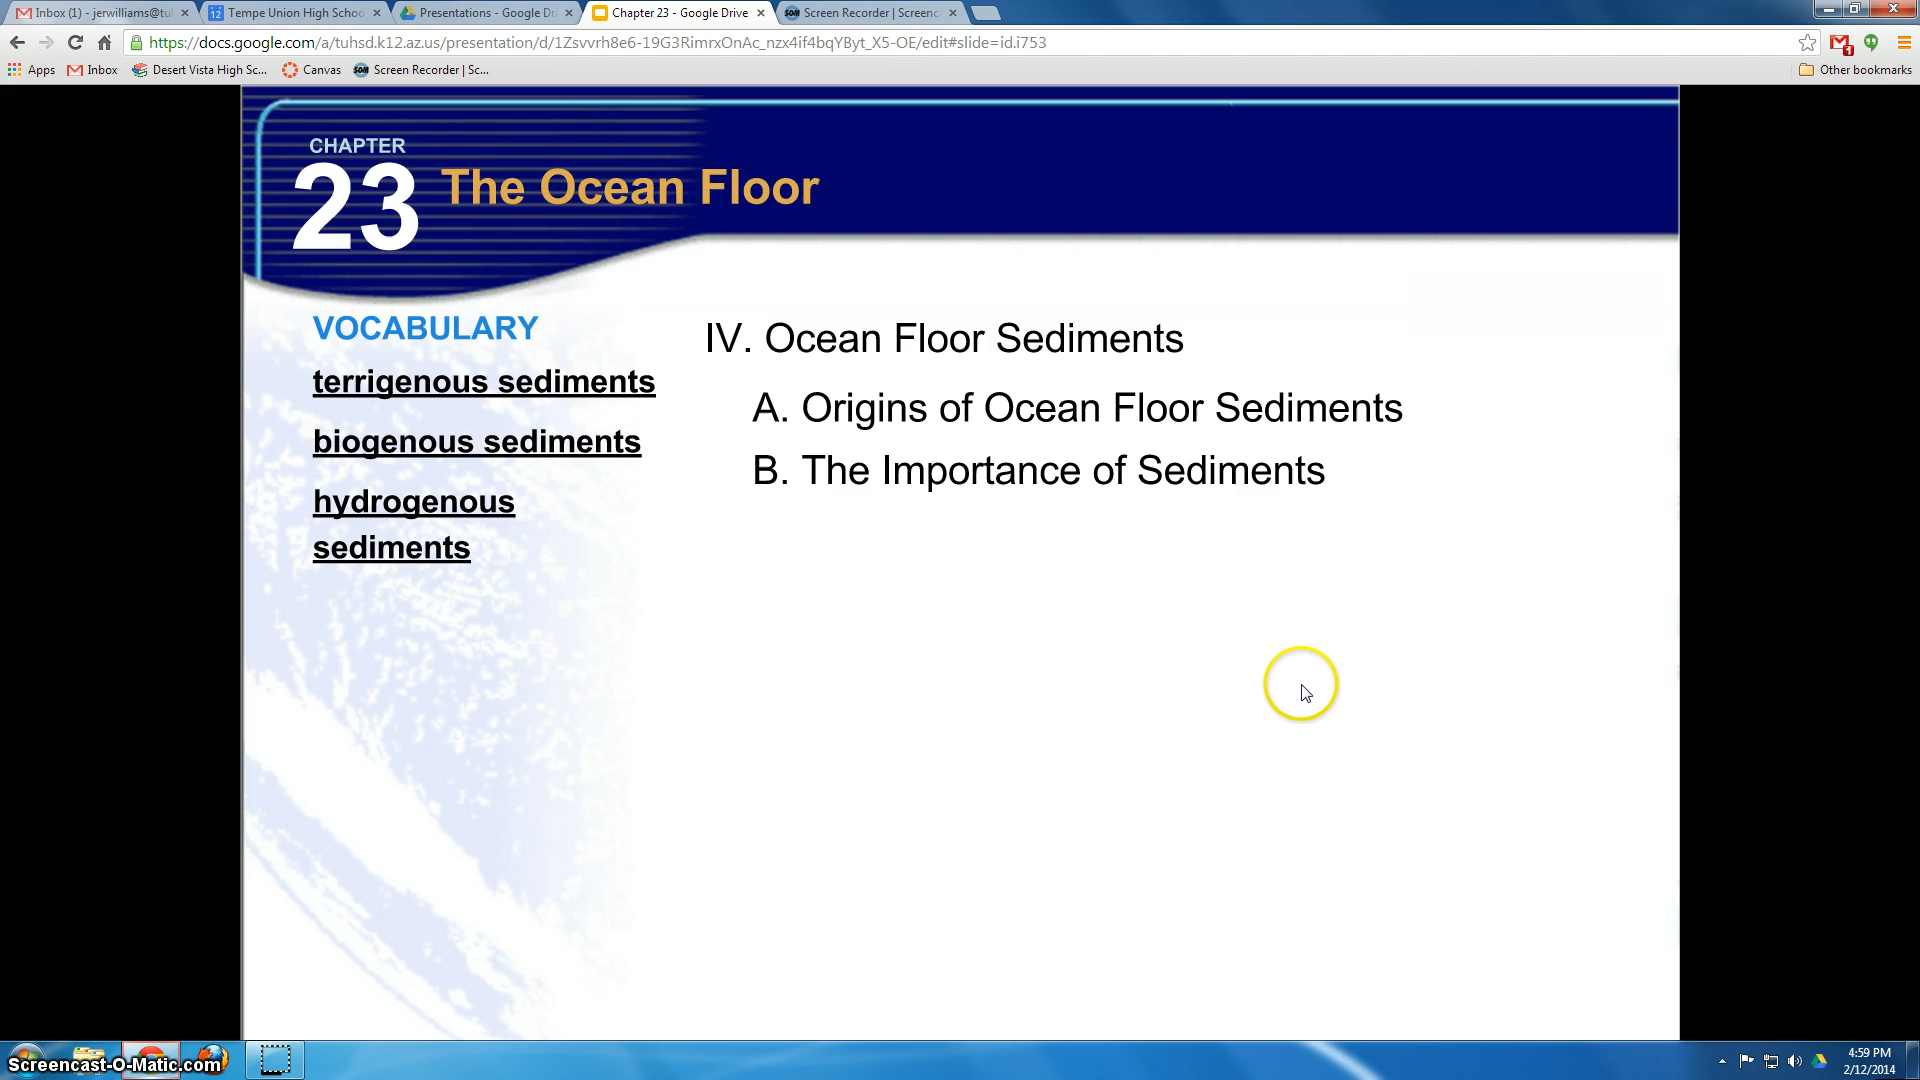 Inbox (1) - jerwilliams@tu
Tempe Union High Schoo
Presentations - Google Dri
Chapter 23 - Google Drive
Screen Recorder | Screenc
https://docs.google.com/a/tuhsd.k12.az.us/presentation/d/1Zsvvrh8e6-19G3RimrxOnAc_nzx4if4bqYByt_X5-OE/edit#slide=id.i753
Apps
Inbox
Desert Vista High Sc...
Canvas
Screen Recorder | Sc...
Other bookmarks
CHAPTER
23
The Ocean Floor
VOCABULARY
terrigenous sediments
biogenous sediments
hydrogenous
sediments
IV. Ocean Floor Sediments
A. Origins of Ocean Floor Sediments
B. The Importance of Sediments
Screencast-O-Matic.com
4:59 PM
2/12/2014